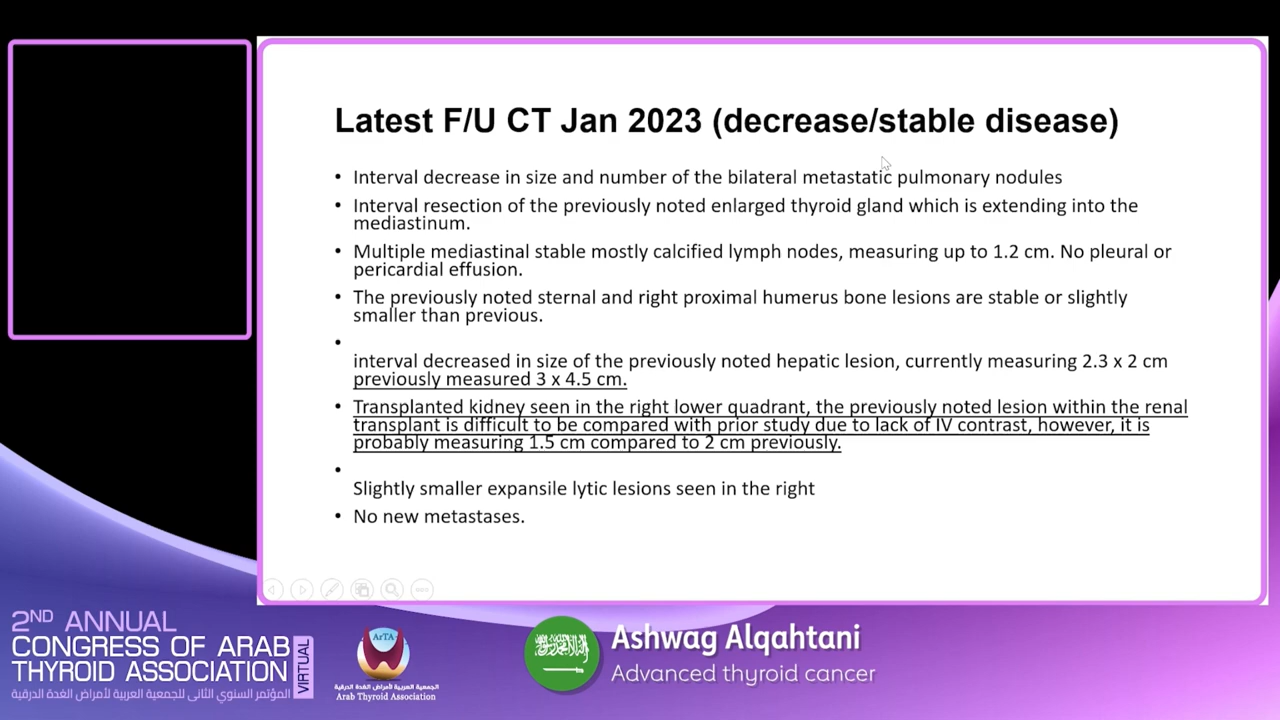 Latest F/U CT Jan 2023 (decrease/stable disease)
• Interval decrease in size and number of the bilateral metastatic pulmonary nodules
• Interval resection of the previously noted enlarged thyroid gland which is extending into the
mediastinum.
• Multiple mediastinal stable mostly calcified lymph nodes, measuring up to 1.2 cm. No pleural or
pericardial effusion.
• The previously noted sternal and right proximal humerus bone lesions are stable or slightly
smaller than previous.
•
interval decreased in size of the previously noted hepatic lesion, currently measuring 2.3 x 2 cm
previously measured 3 x 4.5 cm.
• Transplanted kidney seen in the right lower quadrant, the previously noted lesion within the renal
transplant is difficult to be compared with prior study due to lack of IV contrast, however, it is
probably measuring 1.5 cm compared to 2 cm previously.
•
Slightly smaller expansile lytic lesions seen in the right
• No new metastases.
2ND ANNUAL
CONGRESS OF ARAB
THYROID ASSOCIATION
VIRTUAL
المؤتمر السنوي الثانى للجمعية العربية لأمراض الغدة الدرقية
ArTA
الجمعية العربية لأمراض الغدة الدرقية
Arab Thyroid Association
Ashwag Alqahtani
Advanced thyroid cancer